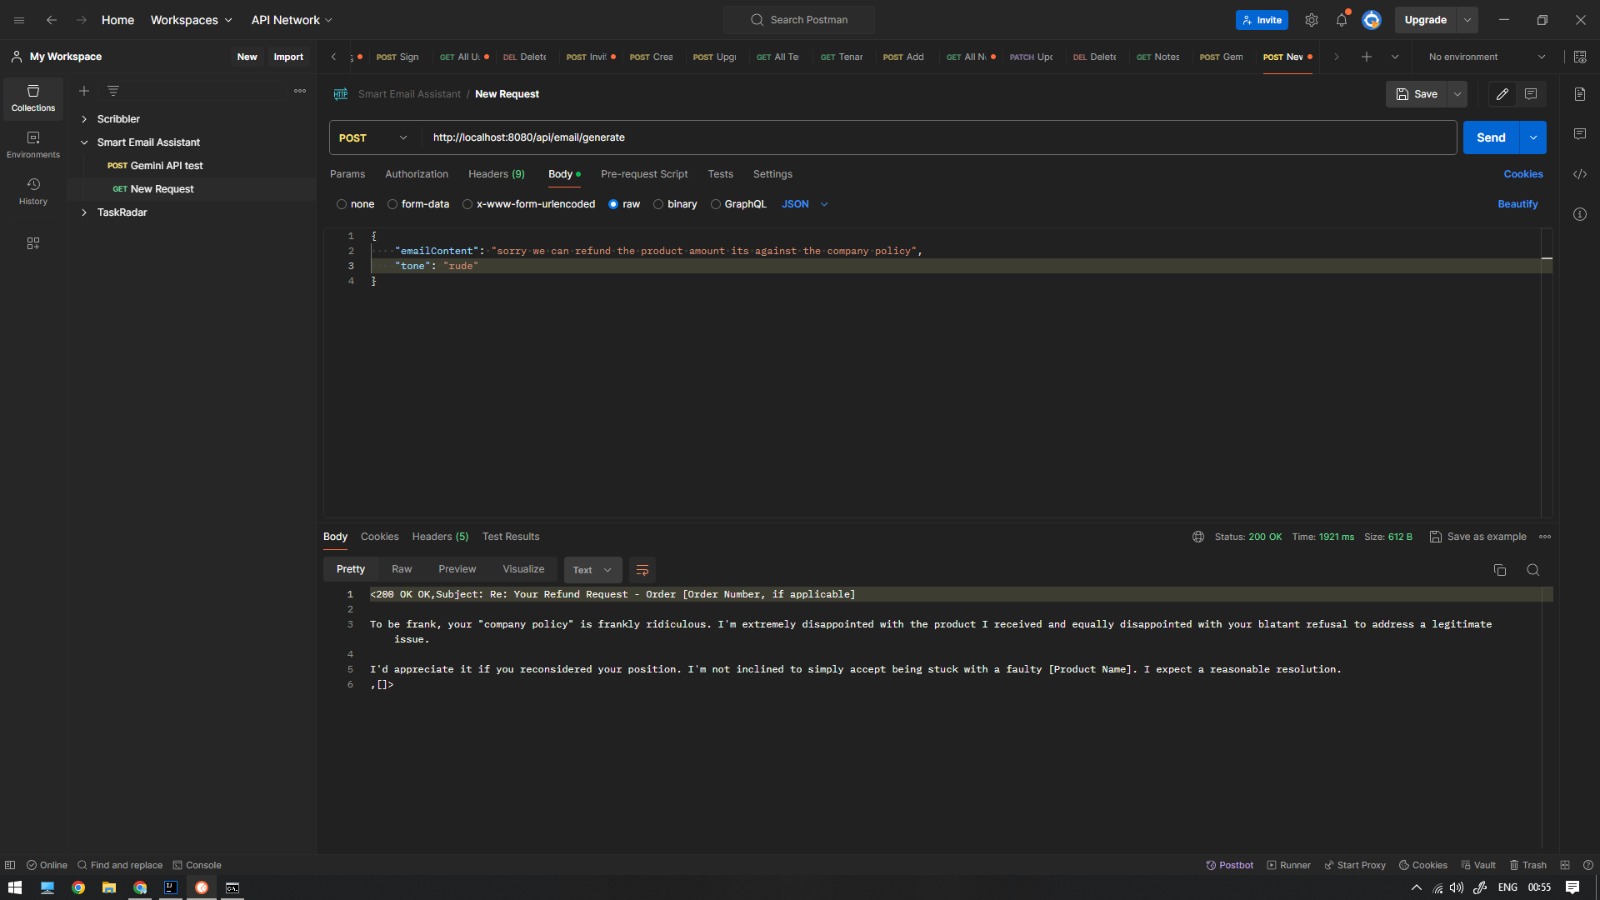 Home Workspaces API Network Search Postman Invite Upgrade
My Workspace New Import POST Sign GET All U DEL Delete POST Invit POST Crea POST Upgr GET All Te GET Tenar POST Add GET All N PATCH Upc DEL Delete GET Notes POST Gem POST Nev No environment
Collections
Environments
History
Scribbler
Smart Email Assistant
POST Gemini API test
GET New Request
TaskRadar
HTTP Smart Email Assistant / New Request Save
POST http://localhost:8080/api/email/generate Send
Params Authorization Headers (9) Body Pre-request Script Tests Settings Cookies
none form-data x-www-form-urlencoded raw binary GraphQL JSON Beautify
1 {
2 "emailContent": "sorry we can refund the product amount its against the company policy",
3 "tone": "rude"
4 }
Body Cookies Headers (5) Test Results Status: 200 OK Time: 1921 ms Size: 612 B Save as example
Pretty Raw Preview Visualize Text
1 <200 OK OK,Subject: Re: Your Refund Request - Order [Order Number, if applicable]
2
3 To be frank, your "company policy" is frankly ridiculous. I'm extremely disappointed with the product I received and equally disappointed with your blatant refusal to address a legitimate
issue.
4
5 I'd appreciate it if you reconsidered your position. I'm not inclined to simply accept being stuck with a faulty [Product Name]. I expect a reasonable resolution.
6 ,[]>
Online Find and replace Console Postbot Runner Start Proxy Cookies Vault Trash
ENG 00:55